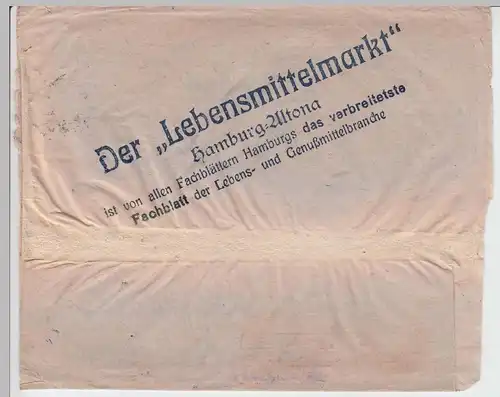 Der „Lebensmittelmarkt“
Hamburg-Altona
ist von allen Fachblättern Hamburgs das verbreitetste
Fachblatt der Lebens- und Genußmittelbranche